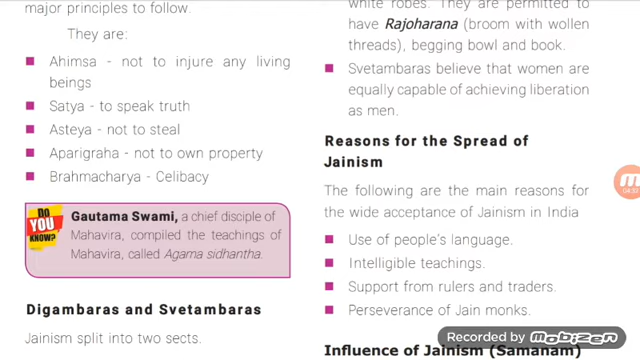 major principles to follow.
They are:
Ahimsa - not to injure any living
beings
Satya - to speak truth
Asteya - not to steal
Aparigraha - not to own property
Brahmacharya - Celibacy
DO
YOU
KNOW?
Gautama Swami, a chief disciple of
Mahavira, compiled the teachings of
Mahavira, called Agama sidhantha.
Digambaras and Svetambaras
Jainism split into two sects.
white robes. They are permitted to
have Rajoharana (broom with wollen
threads), begging bowl and book.
Svetambaras believe that women are
equally capable of achieving liberation
as men.
Reasons for the Spread of
Jainism
The following are the main reasons for
the wide acceptance of Jainism in India
Use of people's language.
Intelligible teachings.
Support from rulers and traders.
Perseverance of Jain monks.
Influence of Jainism (Samanam)
M
04:33
Recorded by mobizen